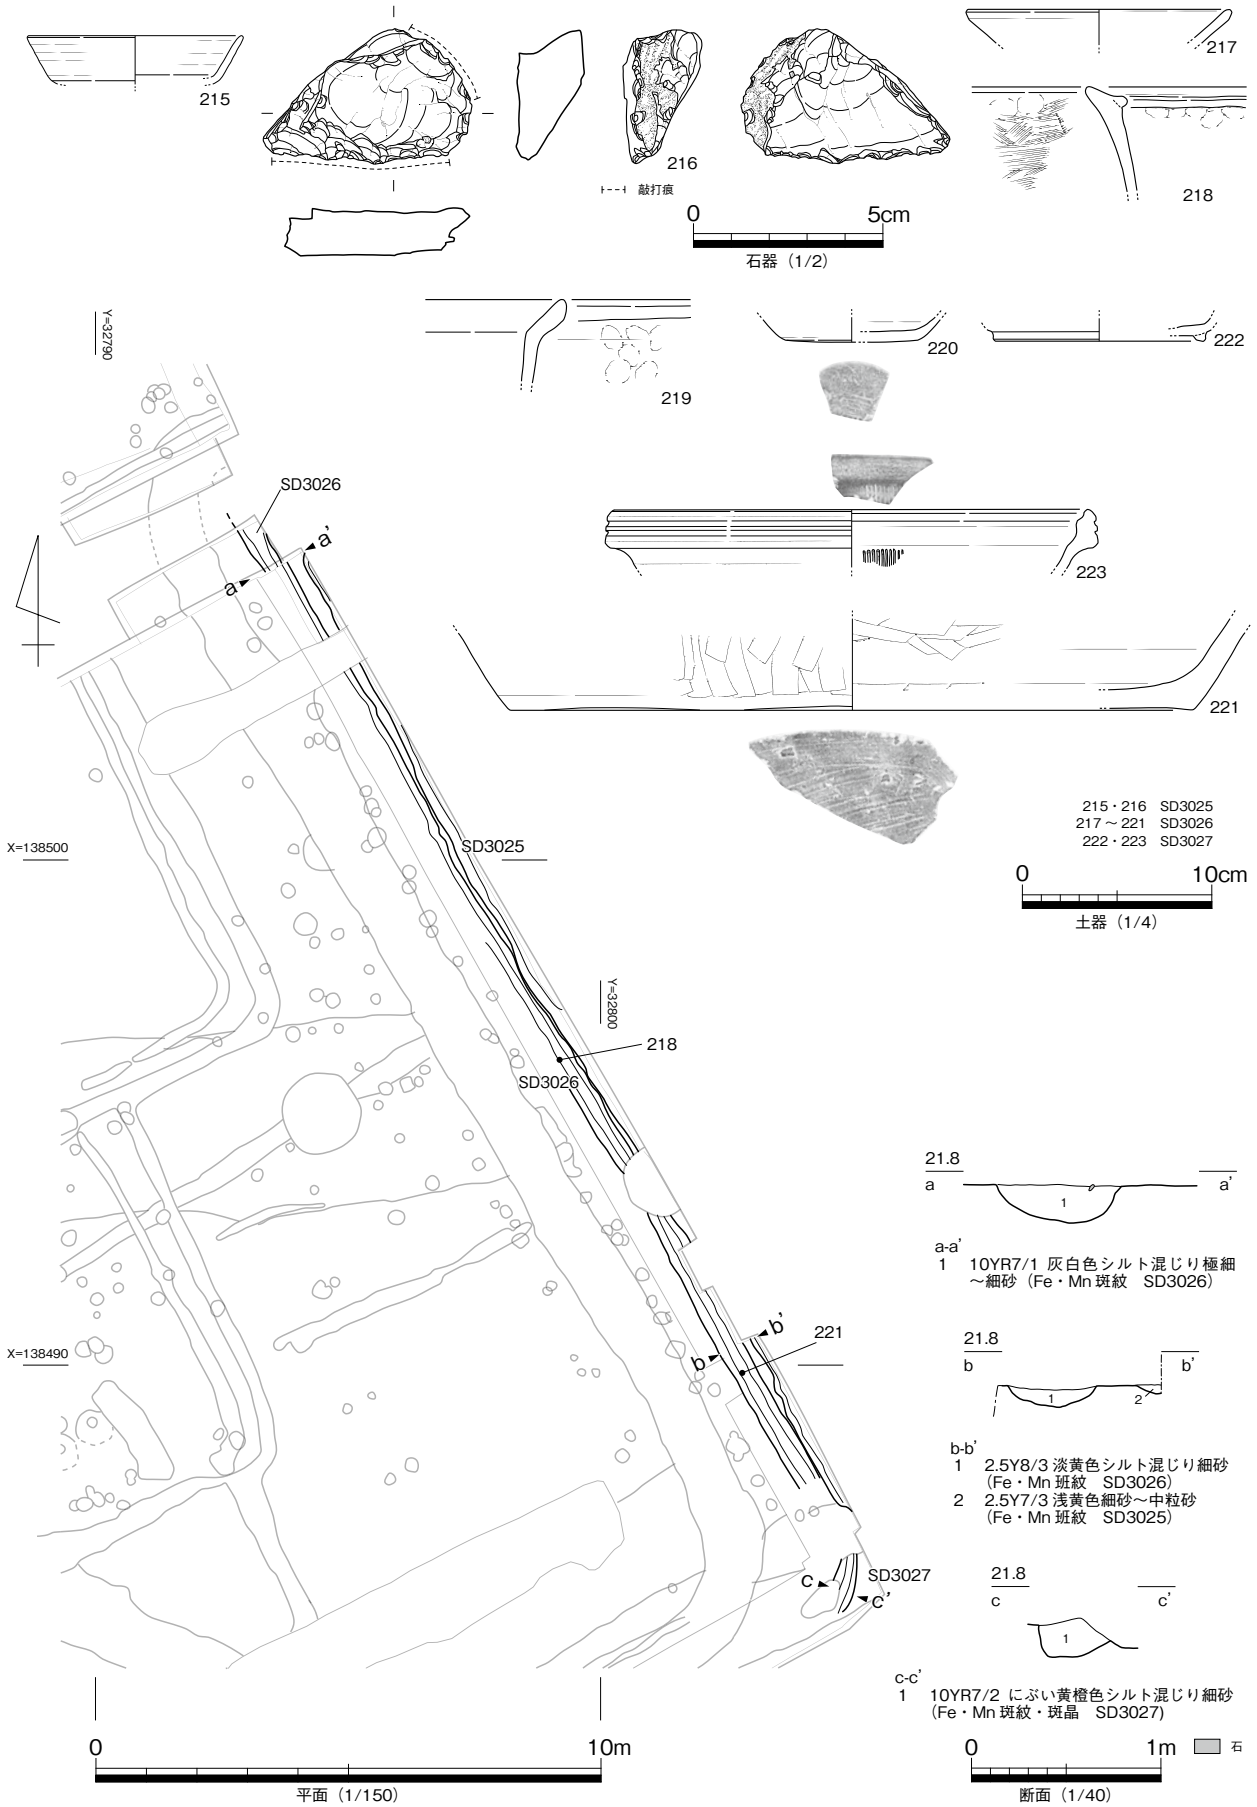 215
216
217
218
敲打痕
0 5cm
石器（1/2）
219
220
222
Y=32790
SD3026
a a’
223
221
215・216 SD3025
217～221 SD3026
222・223 SD3027
X=138500
SD3025
0 10cm
土器（1/4）
Y=32800
218
SD3026
21.8
a a’
1
a-a’
1 10YR7/1 灰白色シルト混じり極細
～細砂（Fe・Mn 斑紋 SD3026）
221
b b’
X=138490
21.8
b b’
1
2
b-b’
1 2.5Y8/3 淡黄色シルト混じり細砂
（Fe・Mn 班紋 SD3026）
2 2.5Y7/3 浅黄色細砂～中粒砂
（Fe・Mn 班紋 SD3025）
SD3027
c c’
21.8
c c’
1
c-c’
1 10YR7/2 にぶい黄橙色シルト混じり細砂
（Fe・Mn 斑紋・斑晶 SD3027)
0 10m
平面（1/150）
0 1m
断面（1/40）
石